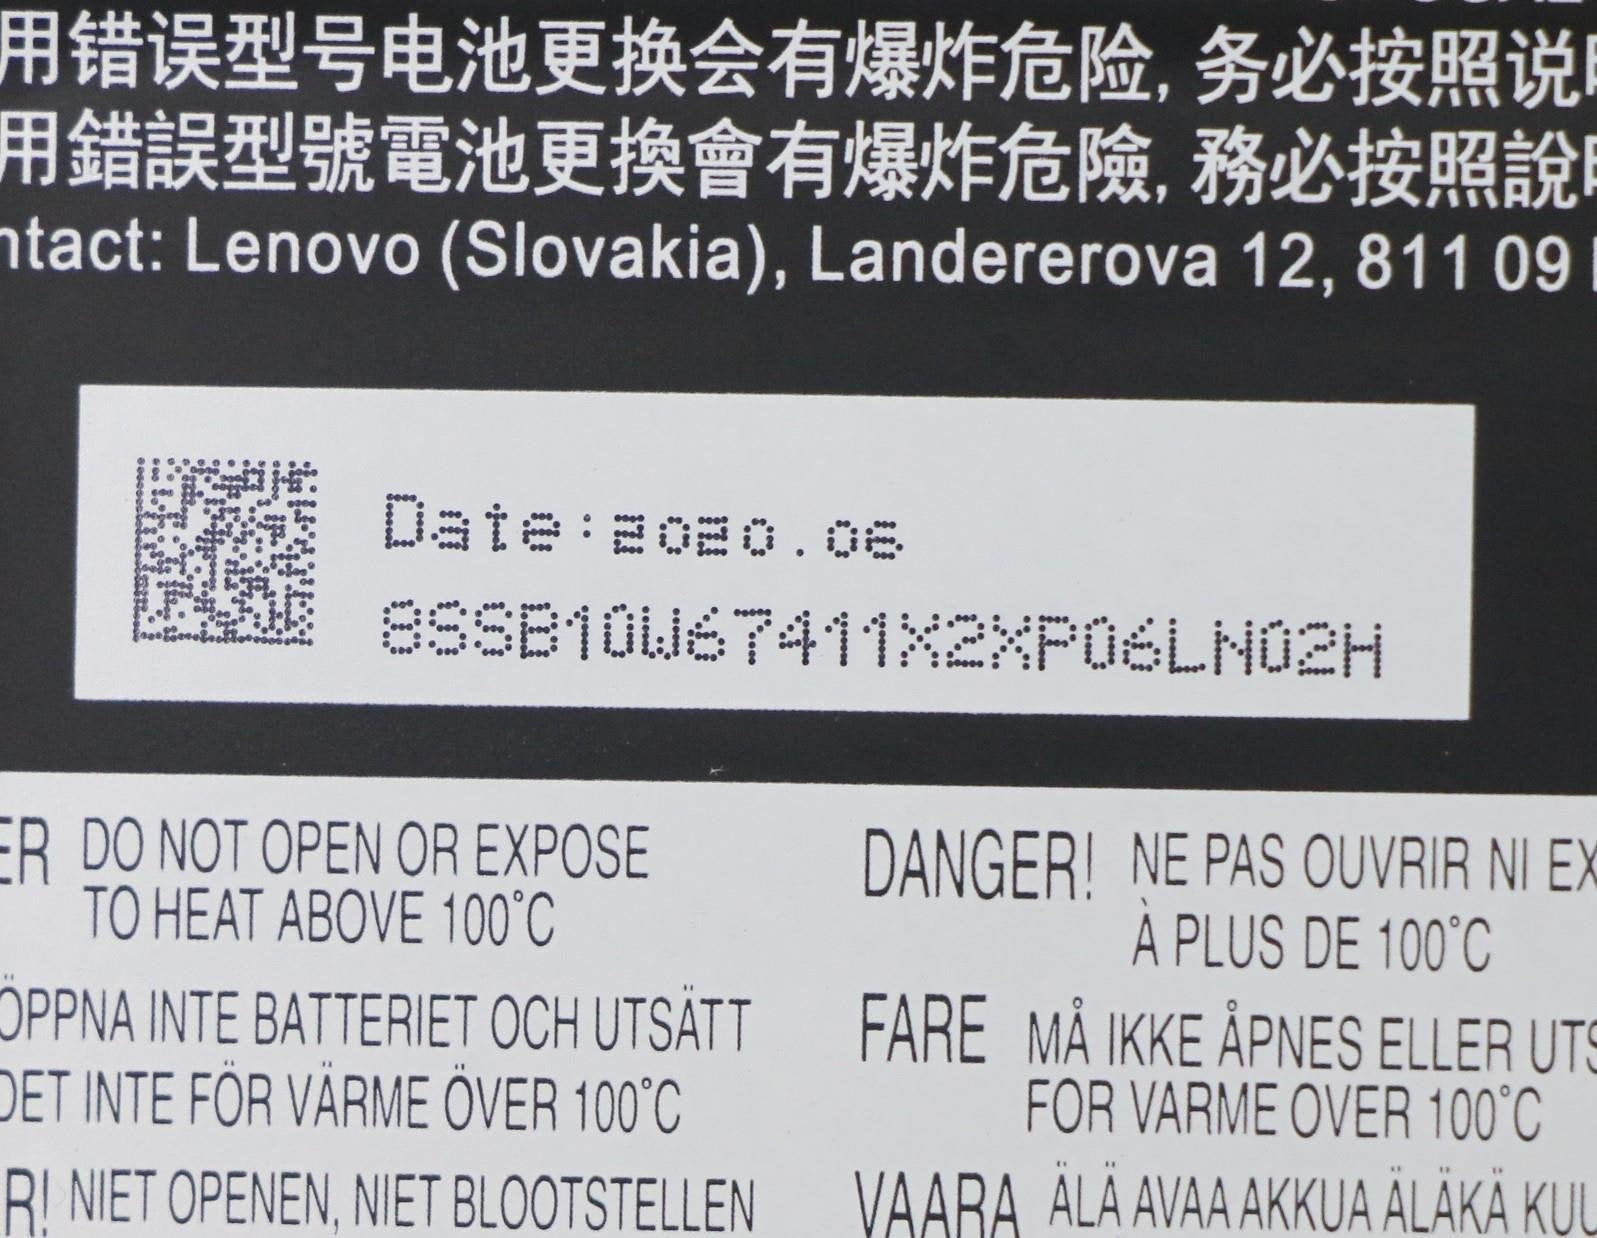 用错误型号电池更换会有爆炸危险, 务必按照说
用錯誤型號電池更換會有爆炸危險, 務必按照說
ntact: Lenovo (Slovakia), Landererova 12, 811 09
Date:2020.06
8SSB10W67411X2XP06LN02H
ER DO NOT OPEN OR EXPOSE
TO HEAT ABOVE 100°C
DANGER! NE PAS OUVRIR NI EX
À PLUS DE 100°C
ÖPPNA INTE BATTERIET OCH UTSÄTT
DET INTE FÖR VÄRME ÖVER 100°C
FARE MÅ IKKE ÅPNES ELLER UTS
FOR VARME OVER 100°C
R! NIET OPENEN, NIET BLOOTSTELLEN
VAARA ÄLÄ AVAA AKKUA ÄLÄKÄ KUU